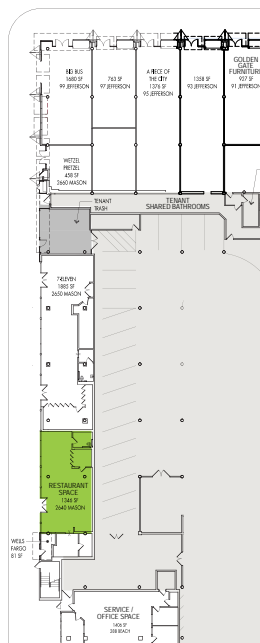 BIG BUS
1680 SF
99 JEFFERSON
763 SF
97 JEFFERSON
A PIECE OF
THE CITY
1376 SF
95 JEFFERSON
1358 SF
93 JEFFERSON
GOLDEN
GATE
FURNITURE
927 SF
91 JEFFERSON
WETZEL
PRETZEL
458 SF
2660 MASON
TENANT
TRASH
TENANT
SHARED BATHROOMS
7-ELEVEN
1885 SF
2650 MASON
RESTAURANT
SPACE
1246 SF
2640 MASON
WELLS
FARGO
81 SF
SERVICE /
OFFICE SPACE
1406 SF
288 BEACH